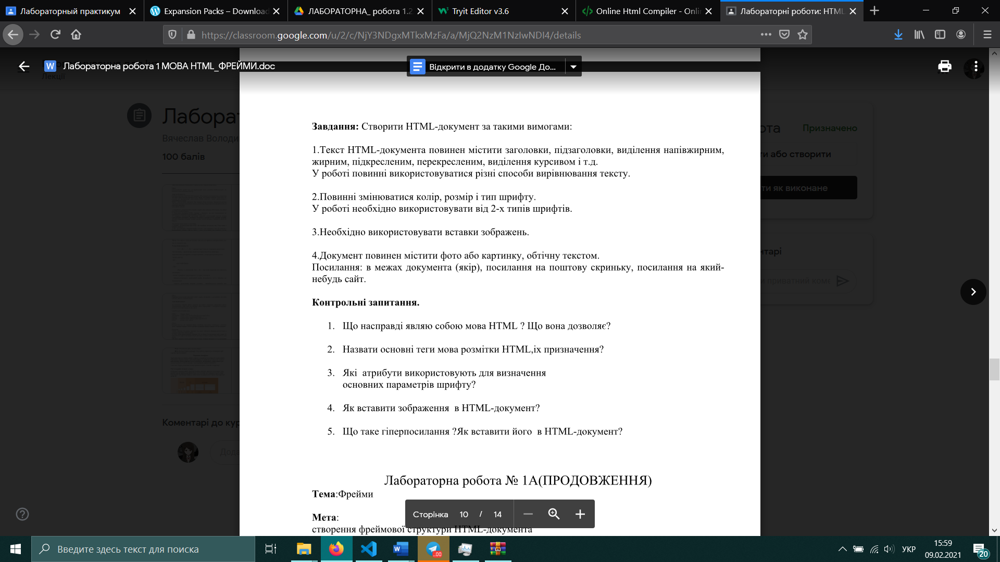 Лабораторный практикум
Expansion Packs – Download
ЛАБОРАТОРНА_ робота 1.2
Tryit Editor v3.6
Online Html Compiler - Onli
Лабораторні роботи: HTML
https://classroom.google.com/u/2/c/NjY3NDgxMTkxMzFa/a/MjQ2NzM1NzIwNDI4/details
W Лабораторна робота 1 МОВА HTML_ФРЕЙМИ.doc
Відкрити в додатку Google До...
Лекції
Лаборат
Призначено
Вячеслав Володи
100 балів
ти або створити
ти як виконане
Завдання: Створити HTML-документ за такими вимогами:
1.Текст HTML-документа повинен містити заголовки, підзаголовки, виділення напівжирним,
жирним, підкресленим, перекресленим, виділення курсивом і т.д.
У роботі повинні використовуватися різні способи вирівнювання тексту.
2.Повинні змінюватися колір, розмір і тип шрифту.
У роботі необхідно використовувати від 2-х типів шрифтів.
3.Необхідно використовувати вставки зображень.
4.Документ повинен містити фото або картинку, обтічну текстом.
Посилання: в межах документа (якір), посилання на поштову скриньку, посилання на який-
небудь сайт.
Контрольні запитання.
1. Що насправді являю собою мова HTML ? Що вона дозволяє?
2. Назвати основні теги мова розмітки HTML,іх призначення?
3. Які атрибути використовують для визначення
основних параметрів шрифту?
4. Як вставити зображення в HTML-документ?
5. Що таке гіперпосилання ?Як вставити його в HTML-документ?
Коментарі до кур
Дода
Лабораторна робота № 1А(ПРОДОВЖЕННЯ)
Тема:Фрейми
Мета:
створення фреймової структури HTML-документа
Сторінка 10 / 14
Введите здесь текст для поиска
УКР
15:59
09.02.2021
20